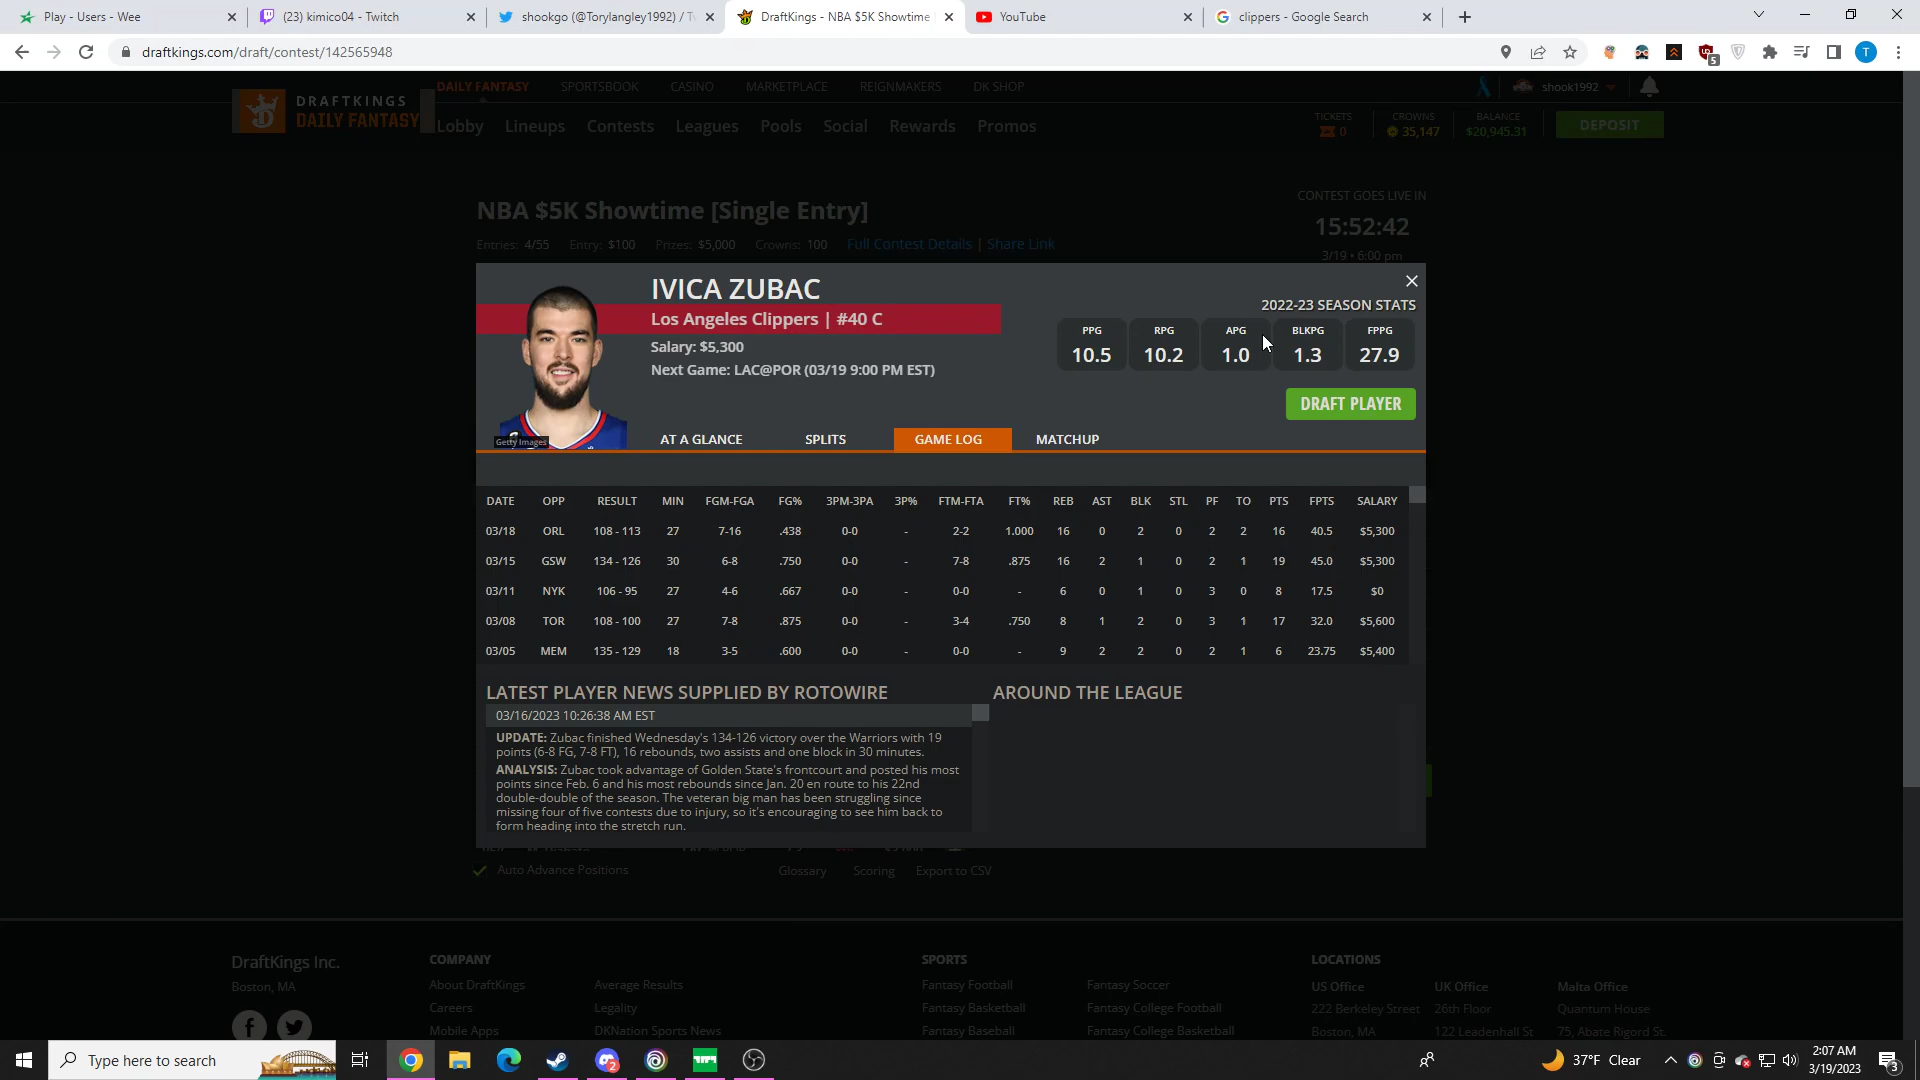 Play - Users - Wee
(23) kimico04 - Twitch
shookgo (@Torylangley1992) / Tw
DraftKings - NBA $5K Showtime
YouTube
clippers - Google Search
draftkings.com/draft/contest/142565948
5
T
DRAFTKINGS
DAILY FANTASY
DAILY FANTASY SPORTSBOOK CASINO MARKETPLACE REIGNMAKERS DK SHOP
shook1992
Lobby Lineups Contests Leagues Pools Social Rewards Promos
TICKETS
0
CROWNS
35,147
BALANCE
$20,945.31
DEPOSIT
NBA $5K Showtime [Single Entry]
CONTEST GOES LIVE IN
15:52:42
3/19 • 6:00 pm
Entries: 4/55 Entry: $100 Prizes: $5,000 Crowns: 100 Full Contest Details | Share Link
IVICA ZUBAC
Los Angeles Clippers | #40 C
Salary: $5,300
Next Game: LAC@POR (03/19 9:00 PM EST)
Getty Images
2022-23 SEASON STATS
PPG RPG APG BLKPG FPPG
10.5 10.2 1.0 1.3 27.9
DRAFT PLAYER
AT A GLANCE SPLITS GAME LOG MATCHUP
DATE OPP RESULT MIN FGM-FGA FG% 3PM-3PA 3P% FTM-FTA FT% REB AST BLK STL PF TO PTS FPTS SALARY
03/18 ORL 108 - 113 27 7-16 .438 0-0 - 2-2 1.000 16 0 2 0 2 2 16 40.5 $5,300
03/15 GSW 134 - 126 30 6-8 .750 0-0 - 7-8 .875 16 2 1 0 2 1 19 45.0 $5,300
03/11 NYK 106 - 95 27 4-6 .667 0-0 - 0-0 - 6 0 1 0 3 0 8 17.5 $0
03/08 TOR 108 - 100 27 7-8 .875 0-0 - 3-4 .750 8 1 2 0 3 1 17 32.0 $5,600
03/05 MEM 135 - 129 18 3-5 .600 0-0 - 0-0 - 9 2 2 0 2 1 6 23.75 $5,400
LATEST PLAYER NEWS SUPPLIED BY ROTOWIRE
AROUND THE LEAGUE
03/16/2023 10:26:38 AM EST
UPDATE: Zubac finished Wednesday's 134-126 victory over the Warriors with 19
points (6-8 FG, 7-8 FT), 16 rebounds, two assists and one block in 30 minutes.
ANALYSIS: Zubac took advantage of Golden State's frontcourt and posted his most
points since Feb. 6 and his most rebounds since Jan. 20 en route to his 22nd
double-double of the season. The veteran big man has been struggling since
missing four of five contests due to injury, so it's encouraging to see him back to
form heading into the stretch run.
Auto Advance Positions
Glossary Scoring Export to CSV
DraftKings Inc.
Boston, MA
COMPANY
About DraftKings
Careers
Mobile Apps
Average Results
Legality
DKNation Sports News
SPORTS
Fantasy Football
Fantasy Basketball
Fantasy Baseball
Fantasy Soccer
Fantasy College Football
Fantasy College Basketball
LOCATIONS
US Office
222 Berkeley Street
Boston, MA
UK Office
26th Floor
122 Leadenhall St
Malta Office
Quantum House
75, Abate Rigord St.
Type here to search
2
37°F Clear
2:07 AM
3/19/2023
3